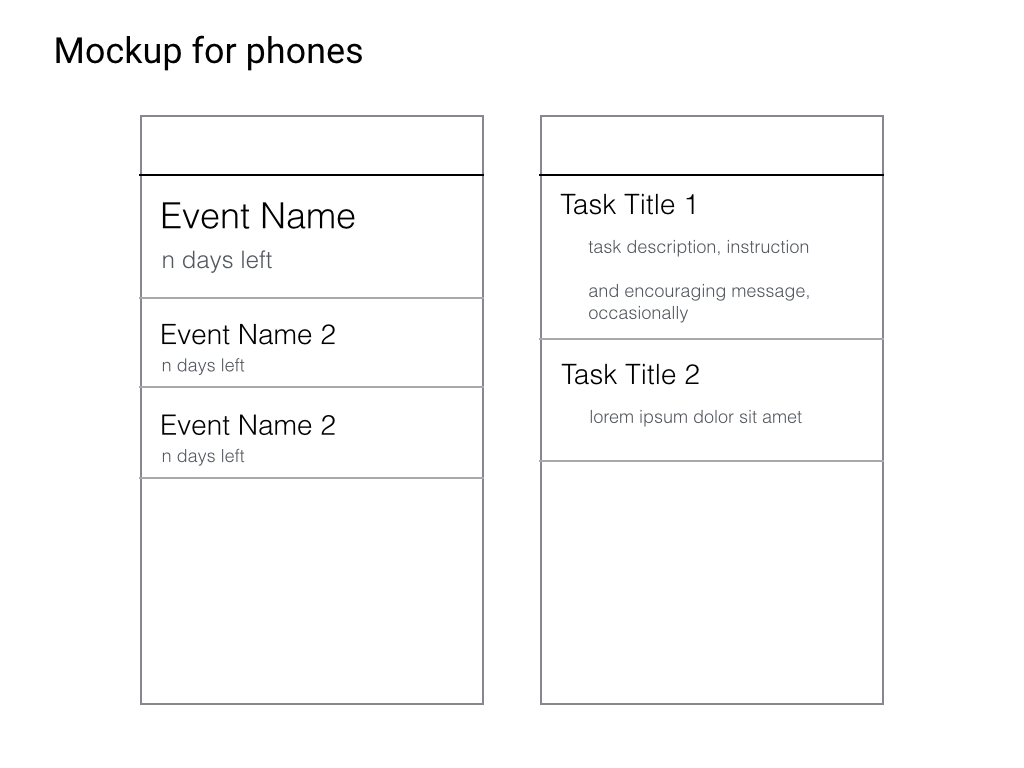 Mockup for phones
Event Name
n days left
Event Name 2
n days left
Event Name 2
n days left
Task Title 1
task description, instruction
and encouraging message,
occasionally
Task Title 2
lorem ipsum dolor sit amet